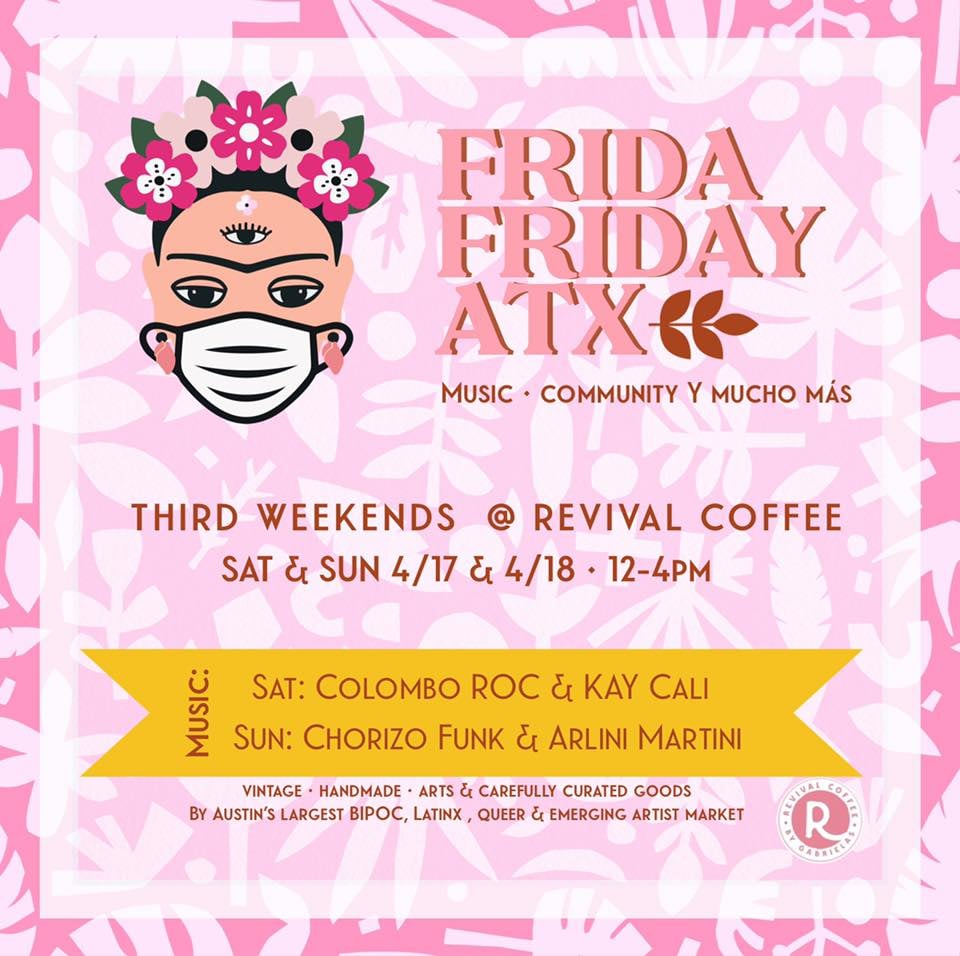 FRIDA
FRIDAY
ATX
MUSIC · COMMUNITY Y MUCHO MÁS
THIRD WEEKENDS @ REVIVAL COFFEE
SAT & SUN 4/17 & 4/18 · 12-4PM
MUSIC:
SAT: COLOMBO ROC & KAY CALI
SUN: CHORIZO FUNK & ARLINI MARTINI
VINTAGE · HANDMADE · ARTS & CAREFULLY CURATED GOODS
BY AUSTIN'S LARGEST BIPOC, LATINX , QUEER & EMERGING ARTIST MARKET
REVIVAL COFFEE
R
BY GABRIELAS